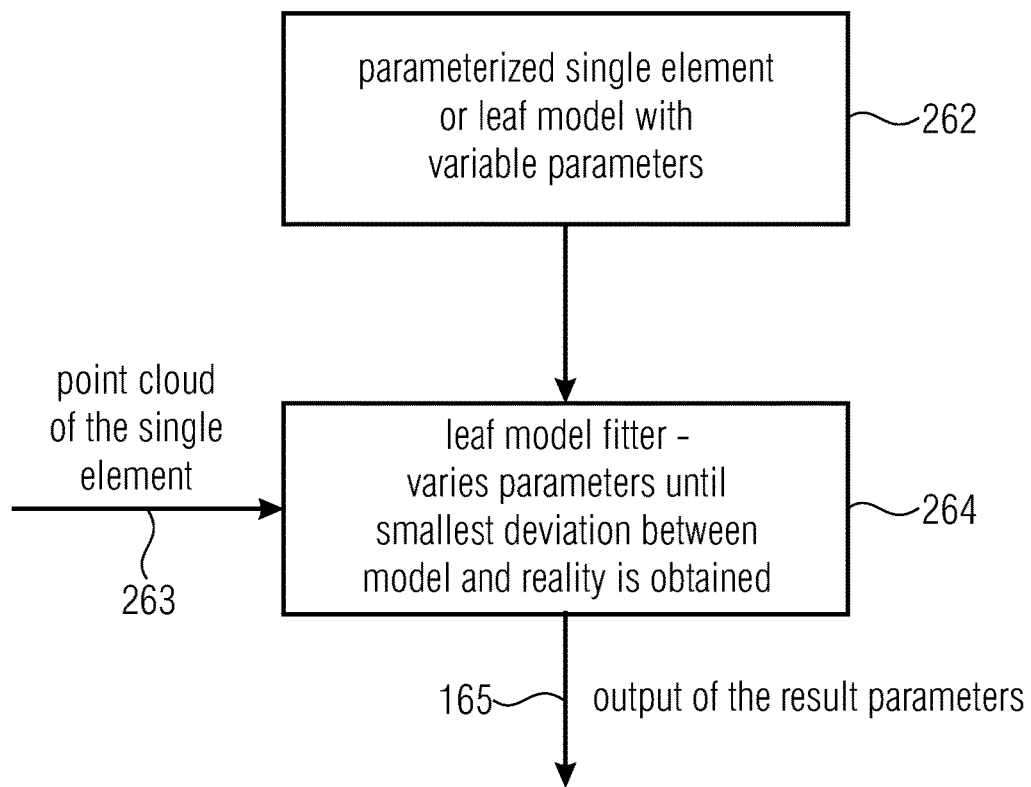 parameterized single element
or leaf model with
variable parameters
262
point cloud
of the single
element
263
leaf model fitter -
varies parameters until
smallest deviation between
model and reality is obtained
264
165
output of the result parameters